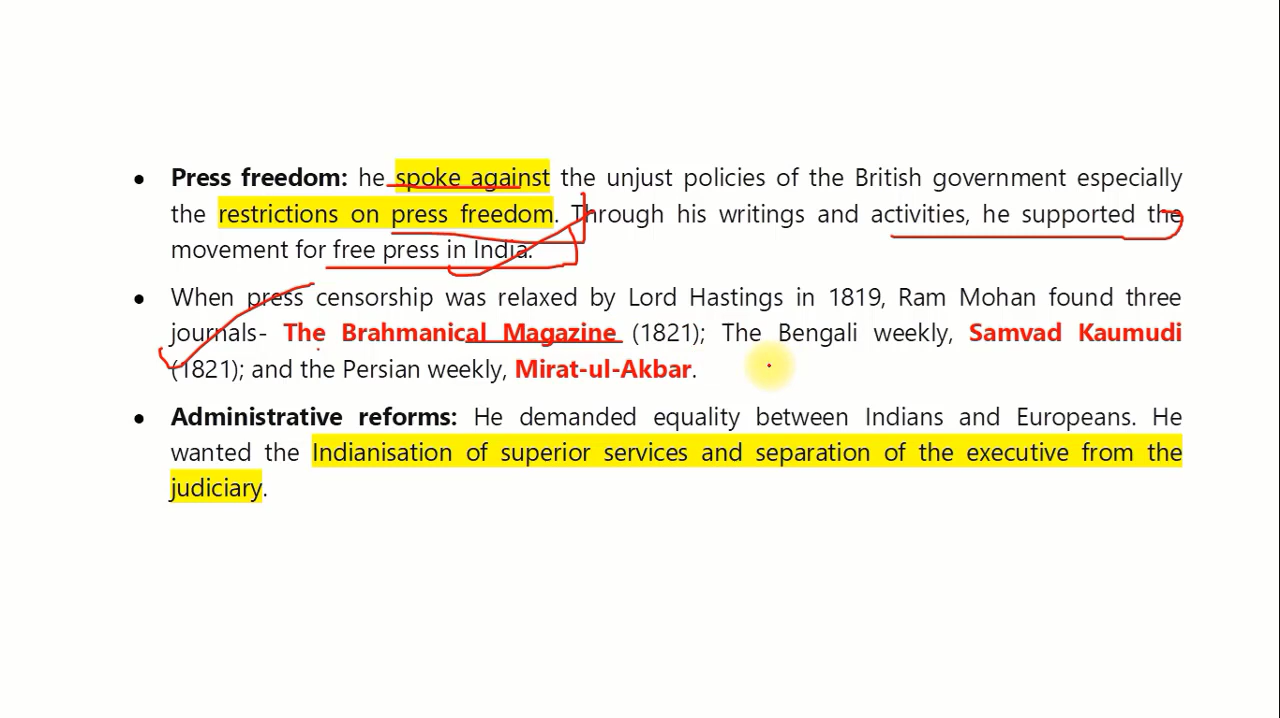 • Press freedom: he spoke against the unjust policies of the British government especially
the restrictions on press freedom. Through his writings and activities, he supported the
movement for free press in India.
• When press censorship was relaxed by Lord Hastings in 1819, Ram Mohan found three
journals- The Brahmanical Magazine (1821); The Bengali weekly, Samvad Kaumudi
(1821); and the Persian weekly, Mirat-ul-Akbar.
• Administrative reforms: He demanded equality between Indians and Europeans. He
wanted the Indianisation of superior services and separation of the executive from the
judiciary.